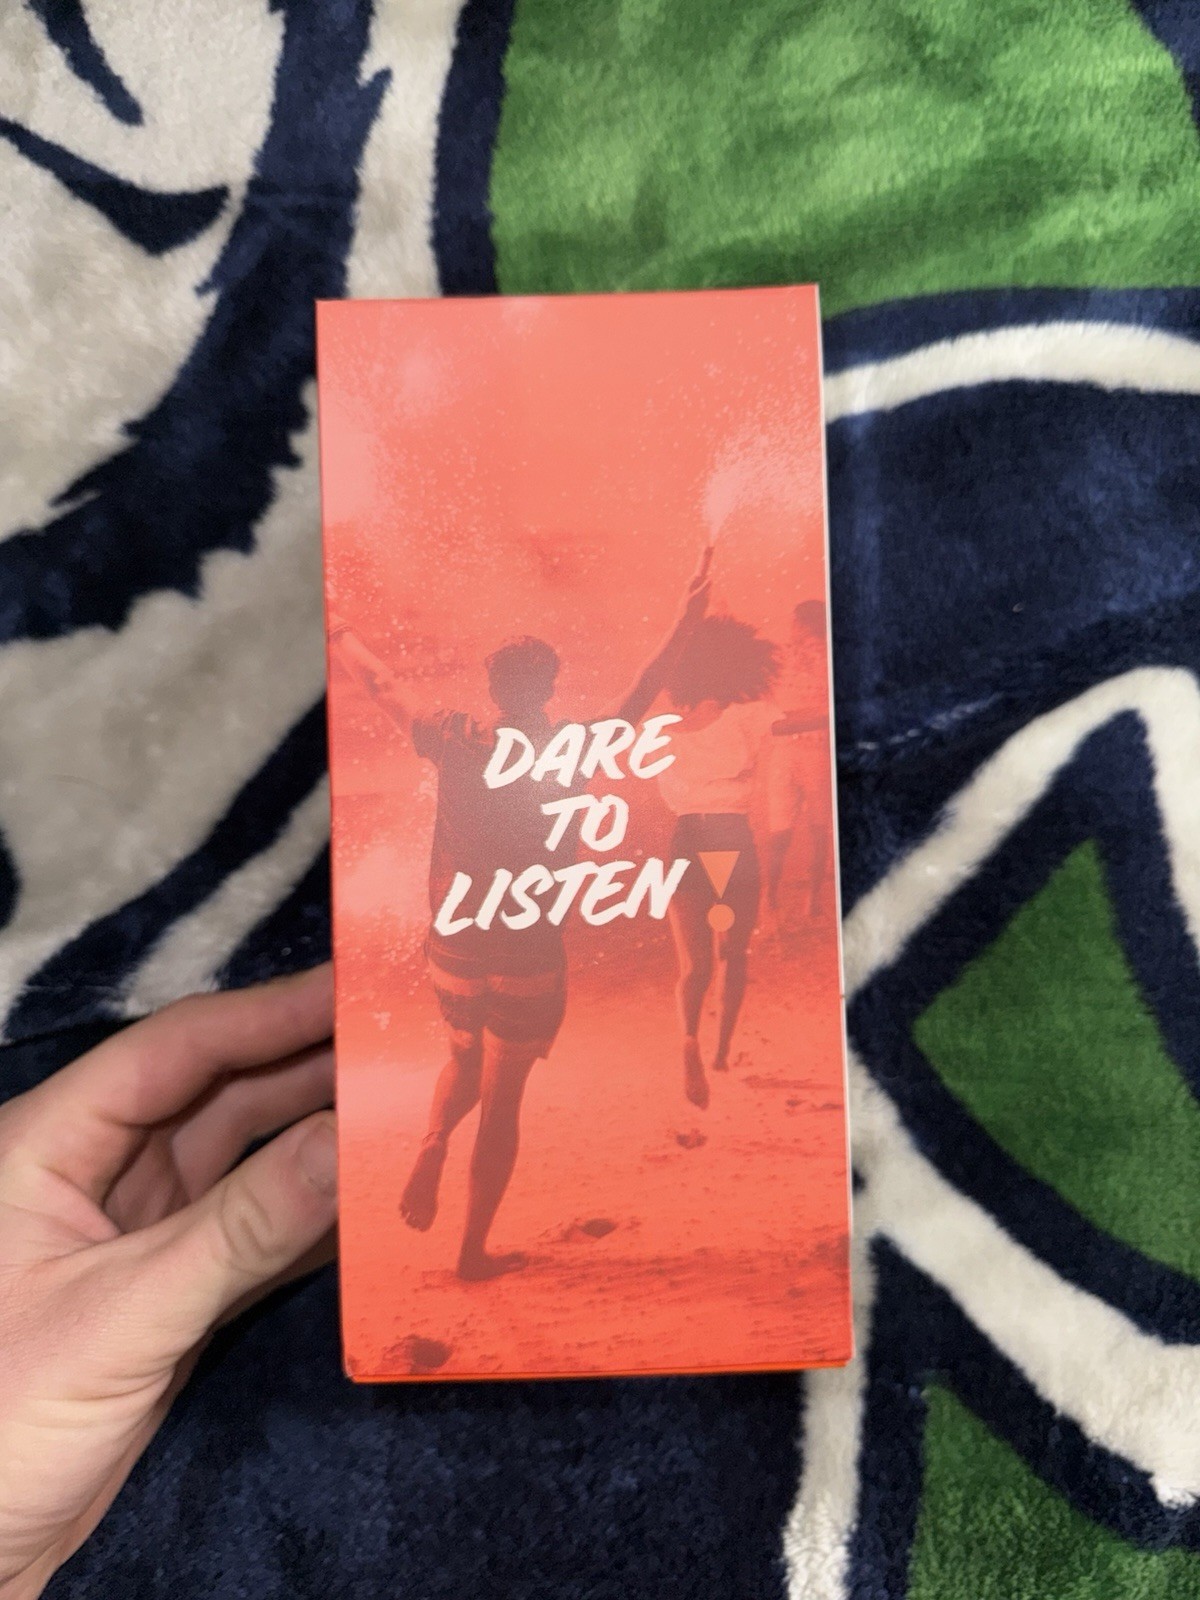 DARE
TO
LISTEN